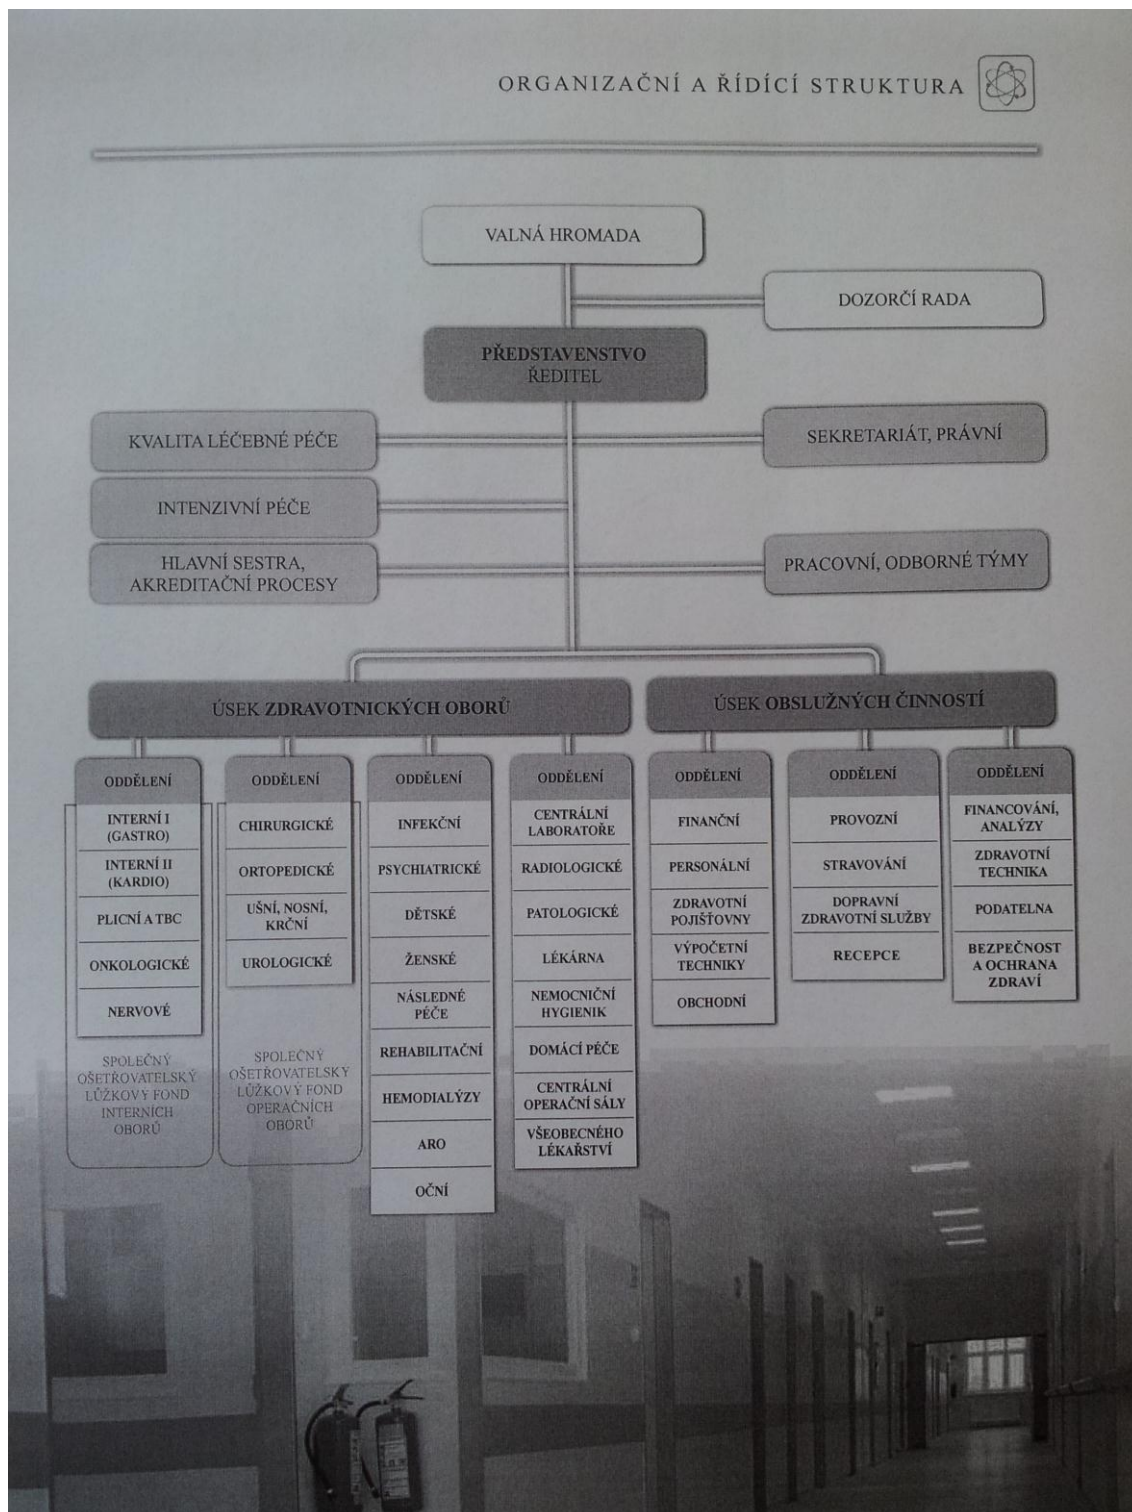 ORGANIZAČNÍ A ŘÍDÍCÍ STRUKTURA
VALNÁ HROMADA
DOZORČÍ RADA
PŘEDSTAVENSTVO
ŘEDITEL
KVALITA LÉČEBNÉ PÉČE
SEKRETARIÁT, PRÁVNÍ
INTENZIVNÍ PÉČE
HLAVNÍ SESTRA,
AKREDITAČNÍ PROCESY
PRACOVNÍ, ODBORNÉ TÝMY
ÚSEK ZDRAVOTNICKÝCH OBORŮ
ODDĚLENÍ
INTERNÍ I
(GASTRO)
INTERNÍ II
(KARDIO)
PLICNÍ A TBC
ONKOLOGICKÉ
NERVOVÉ
SPOLEČNÝ
OŠETŘOVATELSKÝ
LŮŽKOVÝ FOND
INTERNÍCH
OBORŮ
ODDĚLENÍ
CHIRURGICKÉ
ORTOPEDICKÉ
UŠNÍ, NOSNÍ,
KRČNÍ
UROLOGICKÉ
SPOLEČNÝ
OŠETŘOVATELSKÝ
LŮŽKOVÝ FOND
OPERAČNÍCH
OBORŮ
ODDĚLENÍ
INFEKČNÍ
PSYCHIATRICKÉ
DĚTSKÉ
ŽENSKÉ
NÁSLEDNÉ
PÉČE
REHABILITAČNÍ
HEMODIALÝZY
ARO
OČNÍ
ODDĚLENÍ
CENTRÁLNÍ
LABORATOŘE
RADIOLOGICKÉ
PATOLOGICKÉ
LÉKÁRNA
NEMOCNIČNÍ
HYGIENIK
DOMÁCÍ PÉČE
CENTRÁLNÍ
OPERAČNÍ SÁLY
VŠEOBECNÉHO
LÉKAŘSTVÍ
ÚSEK OBSLUŽNÝCH ČINNOSTÍ
ODDĚLENÍ
FINANČNÍ
PERSONÁLNÍ
ZDRAVOTNÍ
POJIŠŤOVNY
VÝPOČETNÍ
TECHNIKY
OBCHODNÍ
ODDĚLENÍ
PROVOZNÍ
STRAVOVÁNÍ
DOPRAVNÍ
ZDRAVOTNÍ SLUŽBY
RECEPCE
ODDĚLENÍ
FINANCOVÁNÍ,
ANALÝZY
ZDRAVOTNÍ
TECHNIKA
PODATELNA
BEZPEČNOST
A OCHRANA
ZDRAVÍ